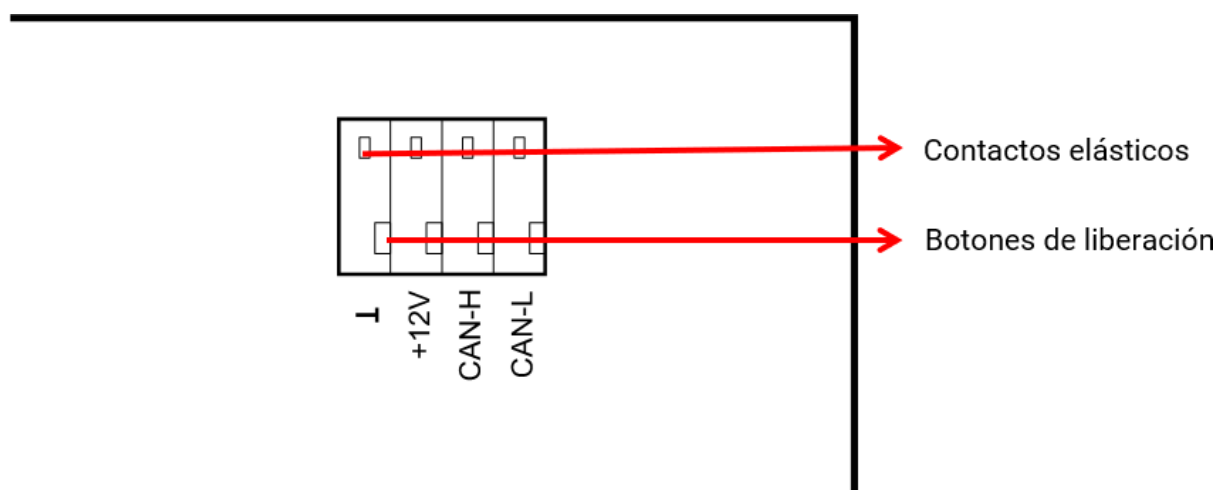 Contactos elásticos
Botones de liberación
⊥
+12V
CAN-H
CAN-L